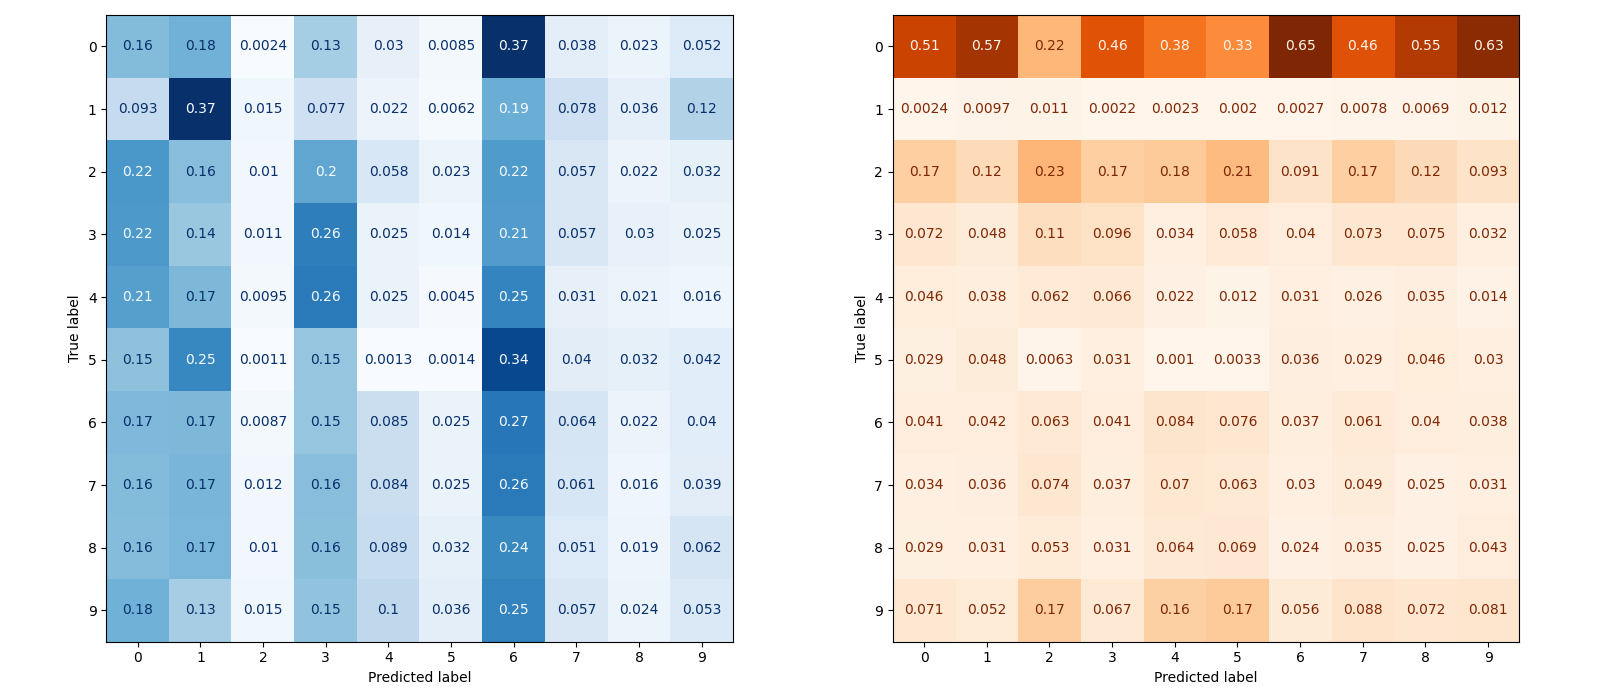 0 0.16 0.18 0.0024 0.13 0.03 0.0085 0.37 0.038 0.023 0.052
1 0.093 0.37 0.015 0.077 0.022 0.0062 0.19 0.078 0.036 0.12
2 0.22 0.16 0.01 0.2 0.058 0.023 0.22 0.057 0.022 0.032
3 0.22 0.14 0.011 0.26 0.025 0.014 0.21 0.057 0.03 0.025
4 0.21 0.17 0.0095 0.26 0.025 0.0045 0.25 0.031 0.021 0.016
5 0.15 0.25 0.0011 0.15 0.0013 0.0014 0.34 0.04 0.032 0.042
6 0.17 0.17 0.0087 0.15 0.085 0.025 0.27 0.064 0.022 0.04
7 0.16 0.17 0.012 0.16 0.084 0.025 0.26 0.061 0.016 0.039
8 0.16 0.17 0.01 0.16 0.089 0.032 0.24 0.051 0.019 0.062
9 0.18 0.13 0.015 0.15 0.1 0.036 0.25 0.057 0.024 0.053
0 1 2 3 4 5 6 7 8 9
Predicted label
True label
0 0.51 0.57 0.22 0.46 0.38 0.33 0.65 0.46 0.55 0.63
1 0.0024 0.0097 0.011 0.0022 0.0023 0.002 0.0027 0.0078 0.0069 0.012
2 0.17 0.12 0.23 0.17 0.18 0.21 0.091 0.17 0.12 0.093
3 0.072 0.048 0.11 0.096 0.034 0.058 0.04 0.073 0.075 0.032
4 0.046 0.038 0.062 0.066 0.022 0.012 0.031 0.026 0.035 0.014
5 0.029 0.048 0.0063 0.031 0.001 0.0033 0.036 0.029 0.046 0.03
6 0.041 0.042 0.063 0.041 0.084 0.076 0.037 0.061 0.04 0.038
7 0.034 0.036 0.074 0.037 0.07 0.063 0.03 0.049 0.025 0.031
8 0.029 0.031 0.053 0.031 0.064 0.069 0.024 0.035 0.025 0.043
9 0.071 0.052 0.17 0.067 0.16 0.17 0.056 0.088 0.072 0.081
0 1 2 3 4 5 6 7 8 9
Predicted label
True label